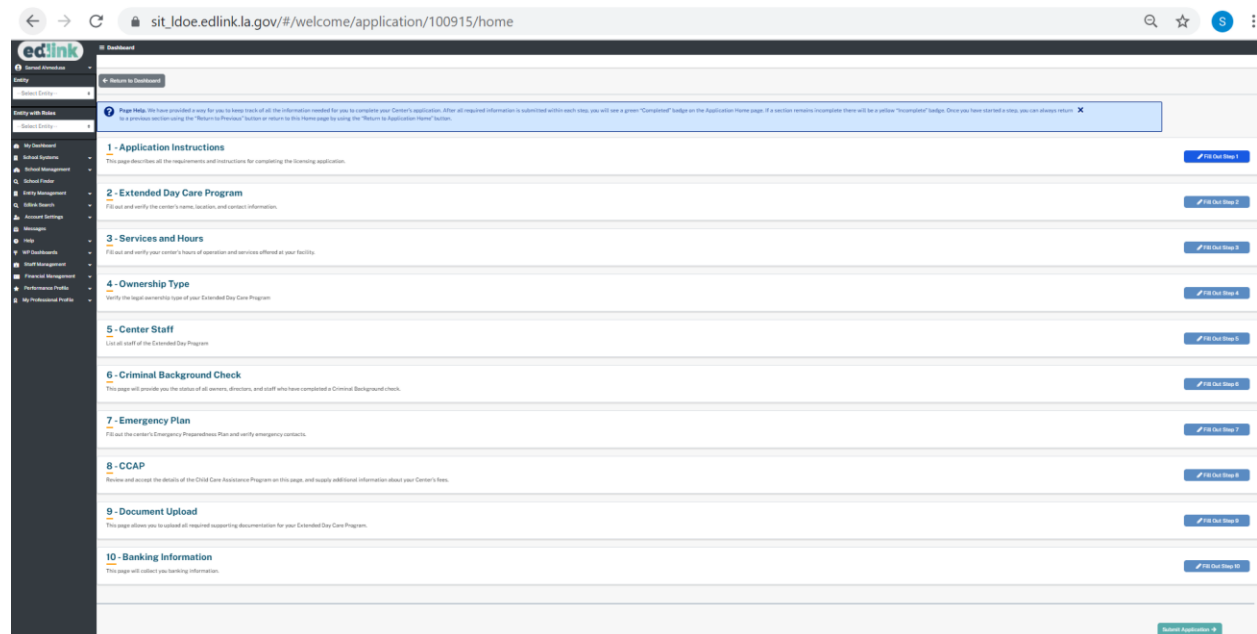 sit_ldoe.edlink.la.gov/#/welcome/application/100915/home
S
ed:link
Dashboard
Entity
- Select Entity -
Return to Dashboard
Page Help. We have provided a way for you to keep track of all the information needed for you to complete your Center's application. After all required information is submitted within each step, you will see a green "Completed" badge on the Application Home page. If a section remains incomplete there will be a yellow "Incomplete" badge. Once you have started a step, you can always return
to a previous section using the "Return to Previous" button or return to this Home page by using the "Return to Application Home" button.
Entity with Roles
- Select Entity -
My Dashboard
School Systems
School Management
School Finder
Entity Management
Edlink Search
Account Settings
Messages
Help
WP Dashboards
Staff Management
Financial Management
Performance Profile
My Professional Profile
1 - Application Instructions
This page describes all the requirements and instructions for completing the licensing application.
Fill Out Step 1
2 - Extended Day Care Program
Fill out and verify the center's name, location, and contact information.
Fill Out Step 2
3 - Services and Hours
Fill out and verify your center's hours of operation and services offered at your facility.
Fill Out Step 3
4 - Ownership Type
Verify the legal ownership type of your Extended Day Care Program
Fill Out Step 4
5 - Center Staff
List all staff of the Extended Day Program
Fill Out Step 5
6 - Criminal Background Check
This page will provide you the status of all owners, directors, and staff who have completed a Criminal Background check.
Fill Out Step 6
7 - Emergency Plan
Fill out the center's Emergency Preparedness Plan and verify emergency contacts.
Fill Out Step 7
8 - CCAP
Review and accept the details of the Child Care Assistance Program on this page, and supply additional information about your Center's fees.
Fill Out Step 8
9 - Document Upload
This page allows you to upload all required supporting documentation for your Extended Day Care Program.
Fill Out Step 9
10 - Banking Information
This page will collect you banking information.
Fill Out Step 10
Submit Application